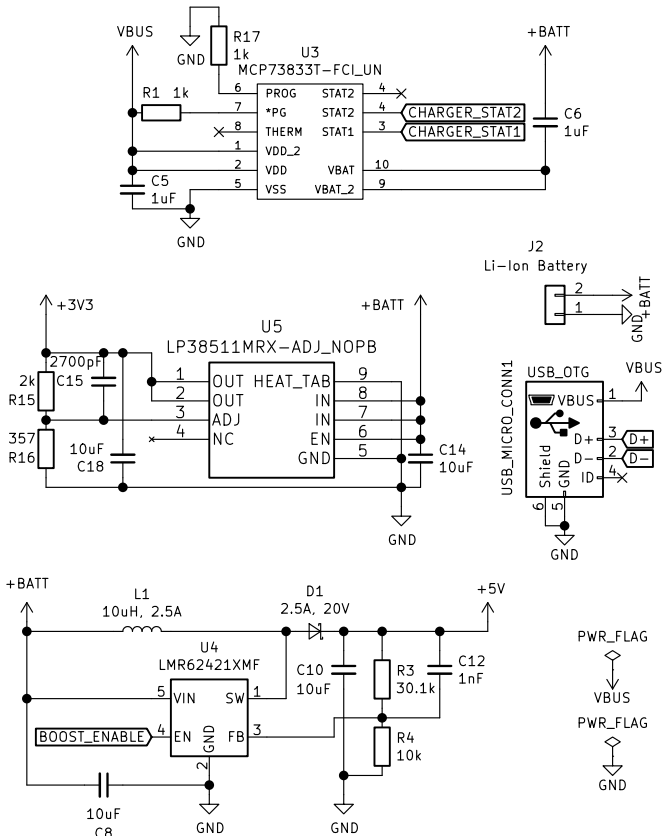 VBUS
GND
R17
1k
U3
MCP73833T-FCI_UN
+BATT
R1 1k
6 PROG STAT2 4
7 *PG STAT2 4 CHARGER_STAT2
8 THERM STAT1 3 CHARGER_STAT1
1 VDD_2
2 VDD VBAT 10
5 VSS VBAT_2 9
C6
1uF
C5
1uF
GND
J2
Li-Ion Battery
2 +BATT
1 GND
+3V3
+BATT
U5
LP38511MRX-ADJ_NOPB
2700pF
C15
2k
R15
357
R16
10uF
C18
1 OUT HEAT_TAB 9
2 OUT IN 8
3 ADJ IN 7
4 NC EN 6
GND 5
C14
10uF
GND
USB_MICRO_CONN1
USB_OTG
VBUS
VBUS 1
D+ 3 D+
D- 2 D-
ID 4
Shield
GND
6 5
GND
+BATT
L1
10uH, 2.5A
D1
2.5A, 20V
+5V
U4
LMR62421XMF
5 VIN SW 1
BOOST_ENABLE 4 EN FB 3
GND
2
C10
10uF
R3
30.1k
C12
1nF
R4
10k
10uF
C8
GND
GND
PWR_FLAG
VBUS
PWR_FLAG
GND